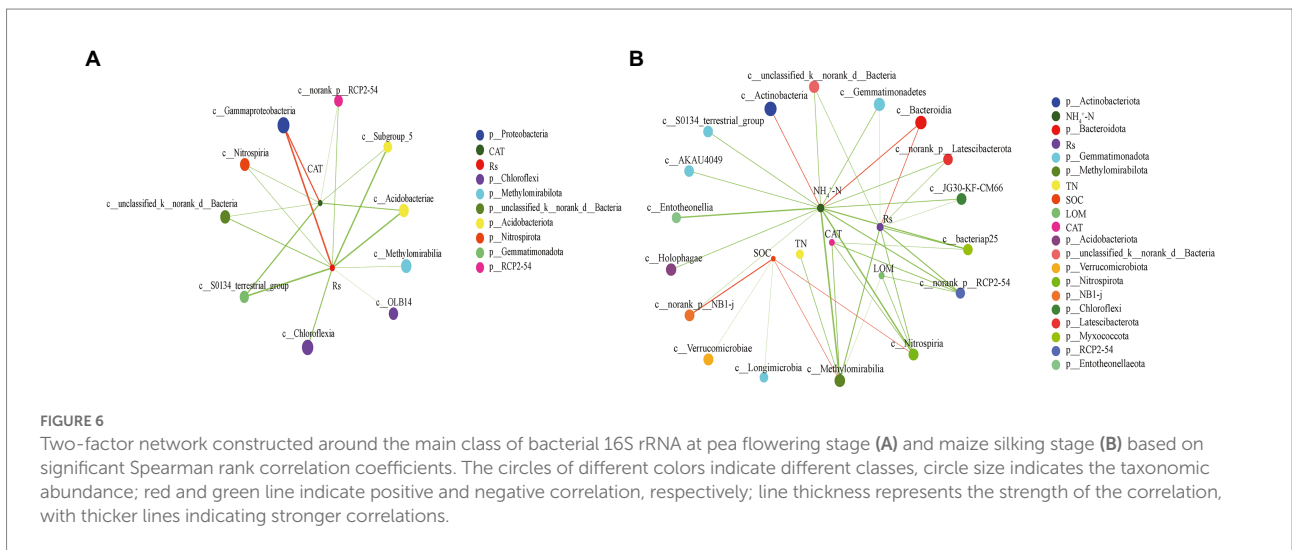 A
c__norank_p__RCP2-54
c__Gammaproteobacteria
c__Subgroup_5
c__Nitrospiria
CAT
c__unclassified_k__norank_d__Bacteria
c__Acidobacteriae
c__Methylomirabilia
c__S0134_terrestrial_group
Rs
c__OLB14
c__Chloroflexia
p__Proteobacteria
CAT
Rs
p__Chloroflexi
p__Methylomirabilota
p__unclassified_k__norank_d__Bacteria
p__Acidobacteriota
p__Nitrospirota
p__Gemmatimonadota
p__RCP2-54
B
c__unclassified_k__norank_d__Bacteria
c__Actinobacteria
c__Gemmatimonadetes
c__Bacteroidia
c__S0134_terrestrial_group
c__norank_p__Latescibacterota
c__AKAU4049
c__JG30-KF-CM66
NH₄⁺-N
c__Entotheonellia
Rs
CAT
c__bacteriap25
TN
SOC
c__Holophagae
LOM
c__norank_p__RCP2-54
c__norank_p__NB1-j
c__Nitrospiria
c__Verrucomicrobiae
c__Longimicrobia
c__Methylomirabilia
p__Actinobacteriota
NH₄⁺-N
p__Bacteroidota
Rs
p__Gemmatimonadota
p__Methylomirabilota
TN
SOC
LOM
CAT
p__Acidobacteriota
p__unclassified_k__norank_d__Bacteria
p__Verrucomicrobiota
p__Nitrospirota
p__NB1-j
p__Chloroflexi
p__Latescibacterota
p__Myxococcota
p__RCP2-54
p__Entotheonellaeota
FIGURE 6
Two-factor network constructed around the main class of bacterial 16S rRNA at pea flowering stage (A) and maize silking stage (B) based on
significant Spearman rank correlation coefficients. The circles of different colors indicate different classes, circle size indicates the taxonomic
abundance; red and green line indicate positive and negative correlation, respectively; line thickness represents the strength of the correlation,
with thicker lines indicating stronger correlations.